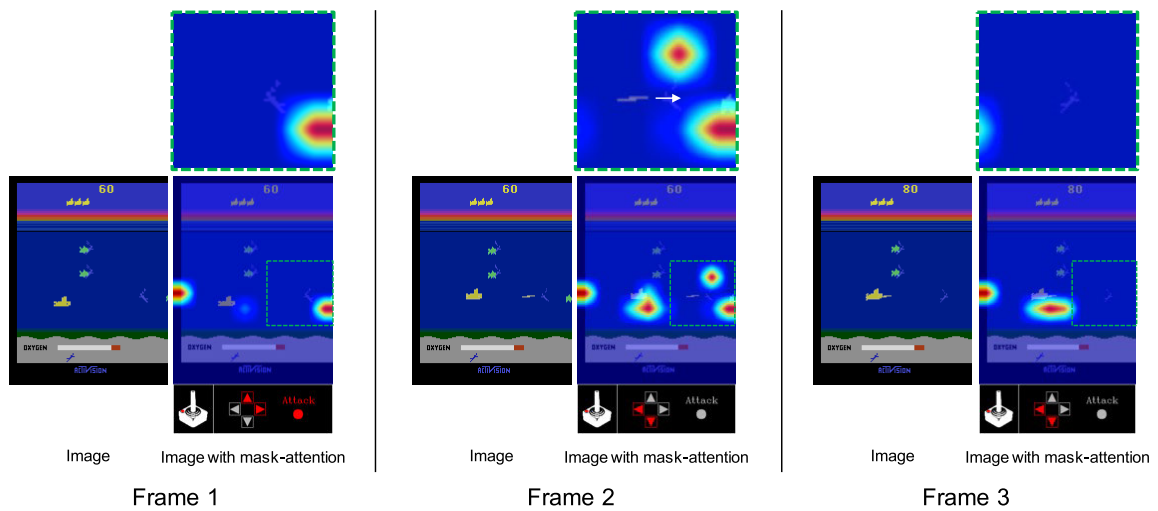 60
60
OXYGEN
OXYGEN
ACTIVISION
ACTIVISION
Attack
Image
Image with mask-attention
Frame 1
60
60
OXYGEN
OXYGEN
ACTIVISION
ACTIVISION
Attack
Image
Image with mask-attention
Frame 2
80
80
OXYGEN
OXYGEN
ACTIVISION
ACTIVISION
Attack
Image
Image with mask-attention
Frame 3